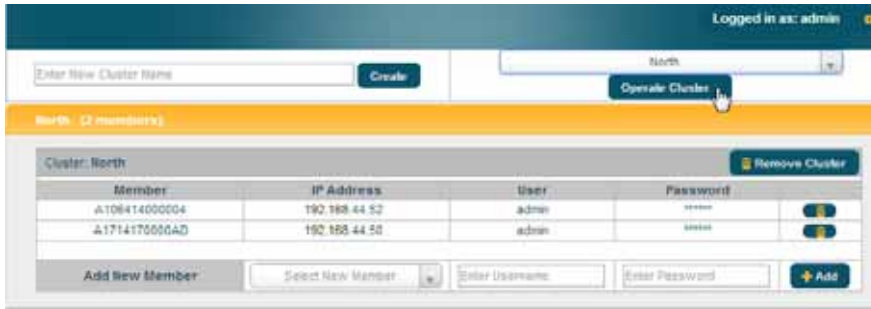 Logged in as: admin
Enter New Cluster Name
Create
North
Operate Cluster
North (2 members)
Cluster: North
Remove Cluster
Member IP Address User Password
A106414000004 192.168.44.52 admin ******
A1714170000AD 192.168.44.50 admin ******
Add New Member Select New Member Enter Username Enter Password Add